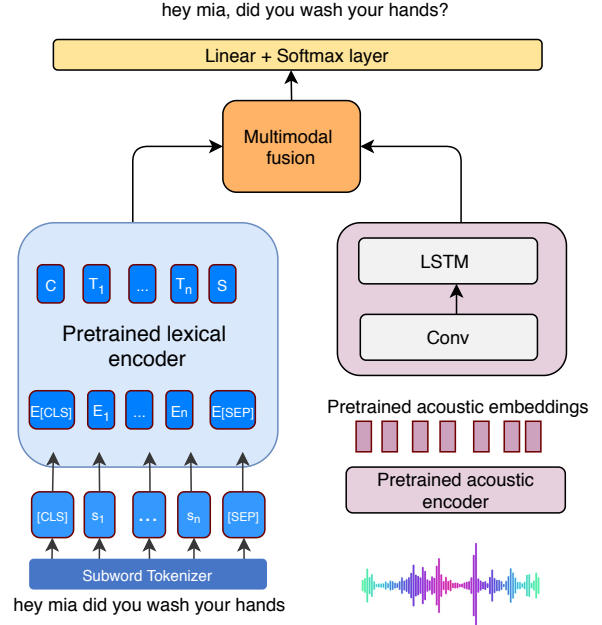 hey mia, did you wash your hands?
Linear + Softmax layer
Multimodal
fusion
C T1 ... Tn S
Pretrained lexical
encoder
E[CLS] E1 ... En E[SEP]
[CLS] s1 ... sn [SEP]
Subword Tokenizer
hey mia did you wash your hands
LSTM
Conv
Pretrained acoustic embeddings
Pretrained acoustic
encoder